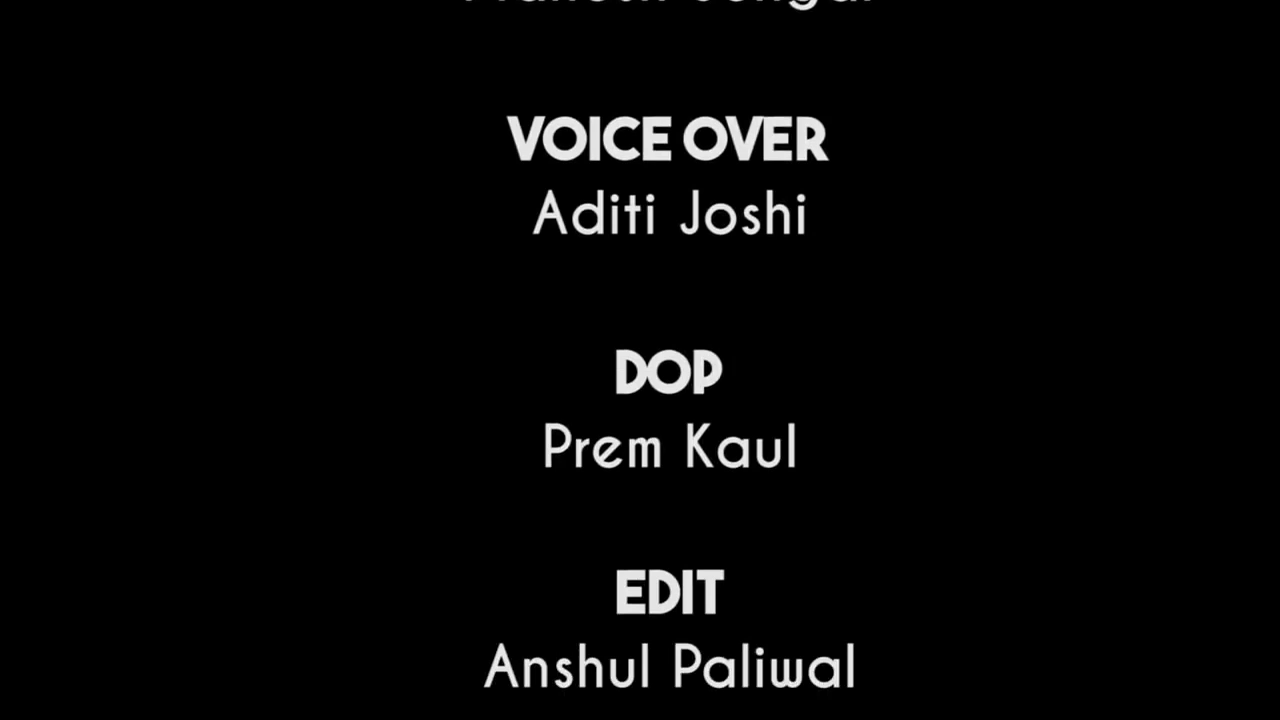 VOICE OVER
Aditi Joshi
DOP
Prem Kaul
EDIT
Anshul Paliwal